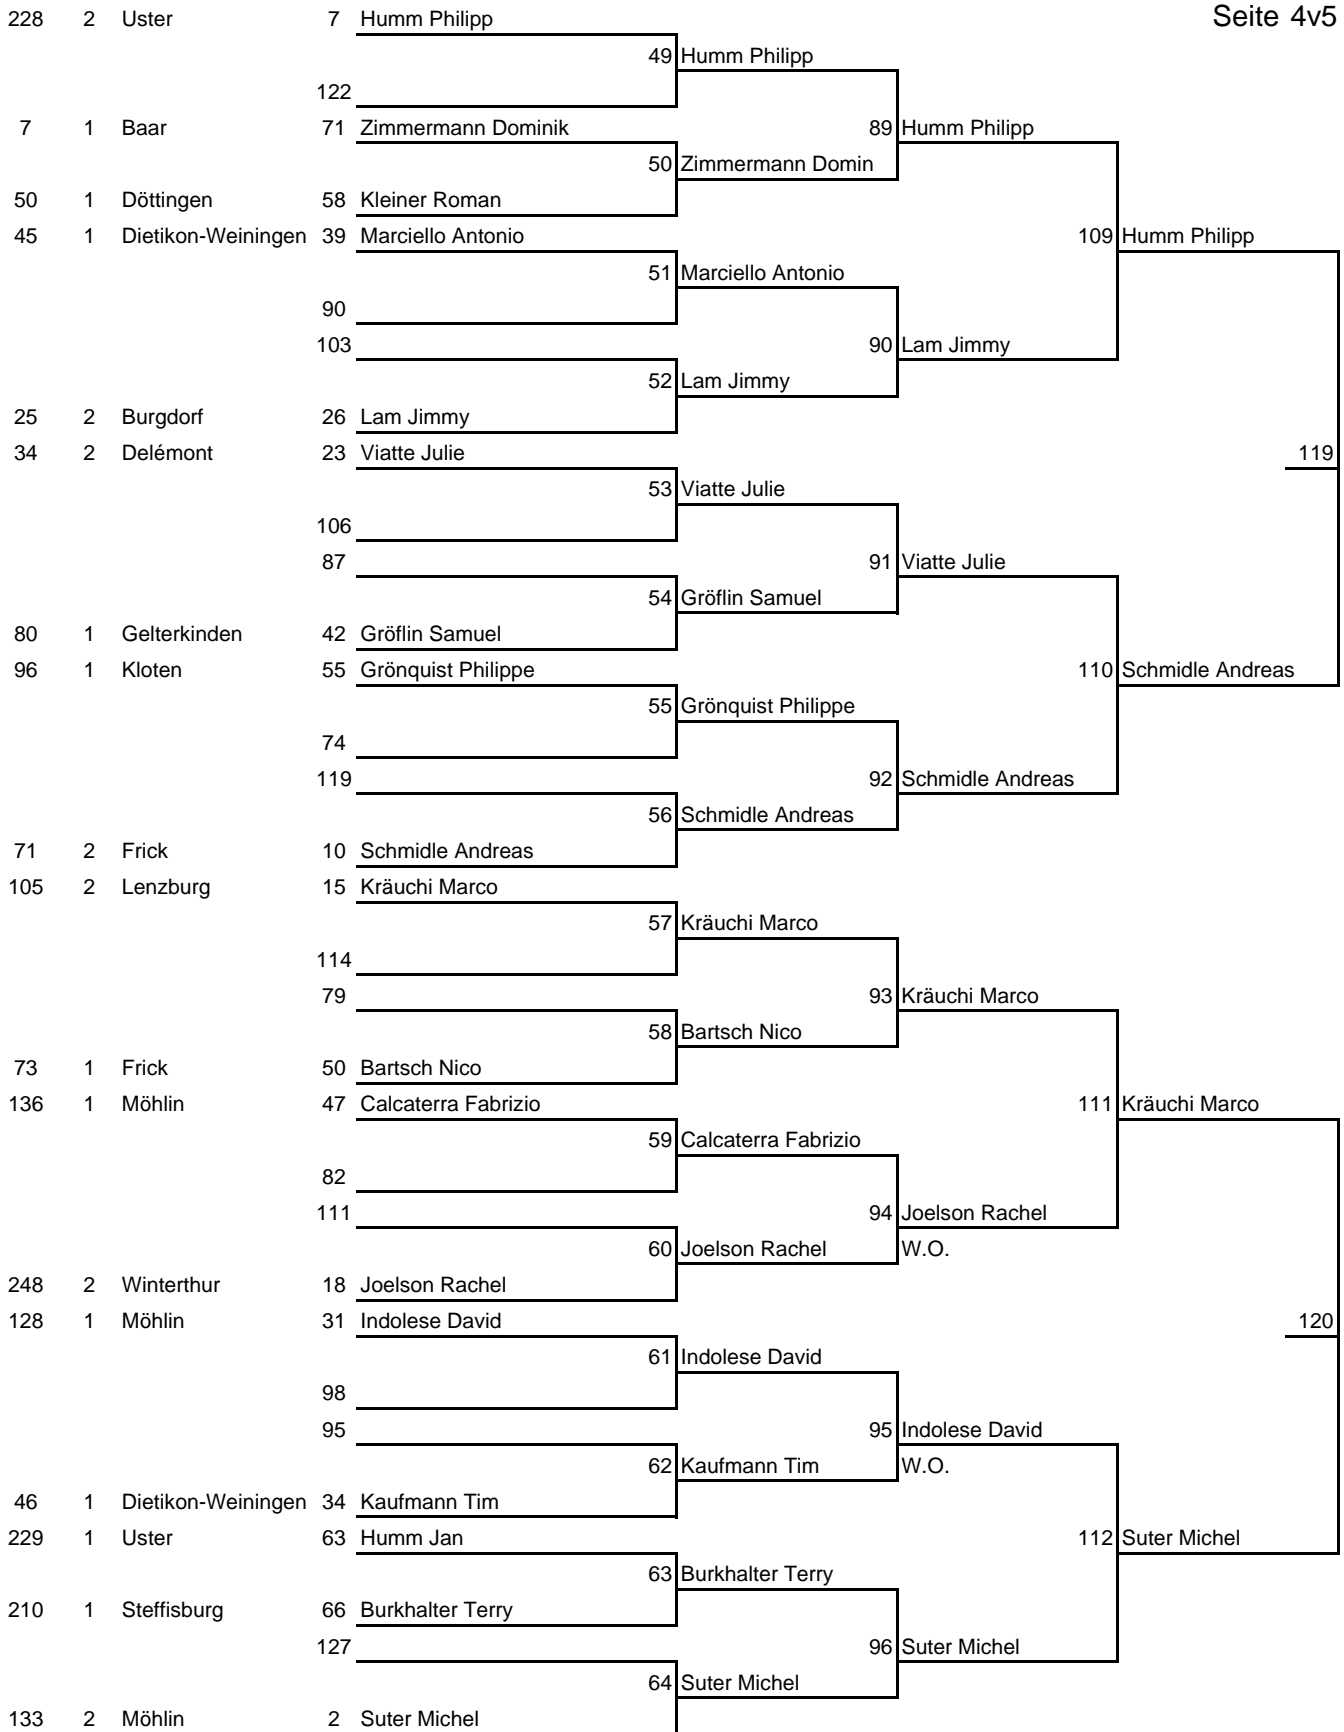 228 2 Uster 7 Humm Philipp Seite 4v5
49 Humm Philipp
122
7 1 Baar 71 Zimmermann Dominik 89 Humm Philipp
50 Zimmermann Domin
50 1 Döttingen 58 Kleiner Roman
45 1 Dietikon-Weiningen 39 Marciello Antonio 109 Humm Philipp
51 Marciello Antonio
90
103 90 Lam Jimmy
52 Lam Jimmy
25 2 Burgdorf 26 Lam Jimmy
34 2 Delémont 23 Viatte Julie 119
53 Viatte Julie
106
87 91 Viatte Julie
54 Gröflin Samuel
80 1 Gelterkinden 42 Gröflin Samuel
96 1 Kloten 55 Grönquist Philippe 110 Schmidle Andreas
55 Grönquist Philippe
74
119 92 Schmidle Andreas
56 Schmidle Andreas
71 2 Frick 10 Schmidle Andreas
105 2 Lenzburg 15 Kräuchi Marco
57 Kräuchi Marco
114
79 93 Kräuchi Marco
58 Bartsch Nico
73 1 Frick 50 Bartsch Nico
136 1 Möhlin 47 Calcaterra Fabrizio 111 Kräuchi Marco
59 Calcaterra Fabrizio
82
111 94 Joelson Rachel
60 Joelson Rachel W.O.
248 2 Winterthur 18 Joelson Rachel
128 1 Möhlin 31 Indolese David 120
61 Indolese David
98
95 95 Indolese David
62 Kaufmann Tim W.O.
46 1 Dietikon-Weiningen 34 Kaufmann Tim
229 1 Uster 63 Humm Jan 112 Suter Michel
63 Burkhalter Terry
210 1 Steffisburg 66 Burkhalter Terry
127 96 Suter Michel
64 Suter Michel
133 2 Möhlin 2 Suter Michel